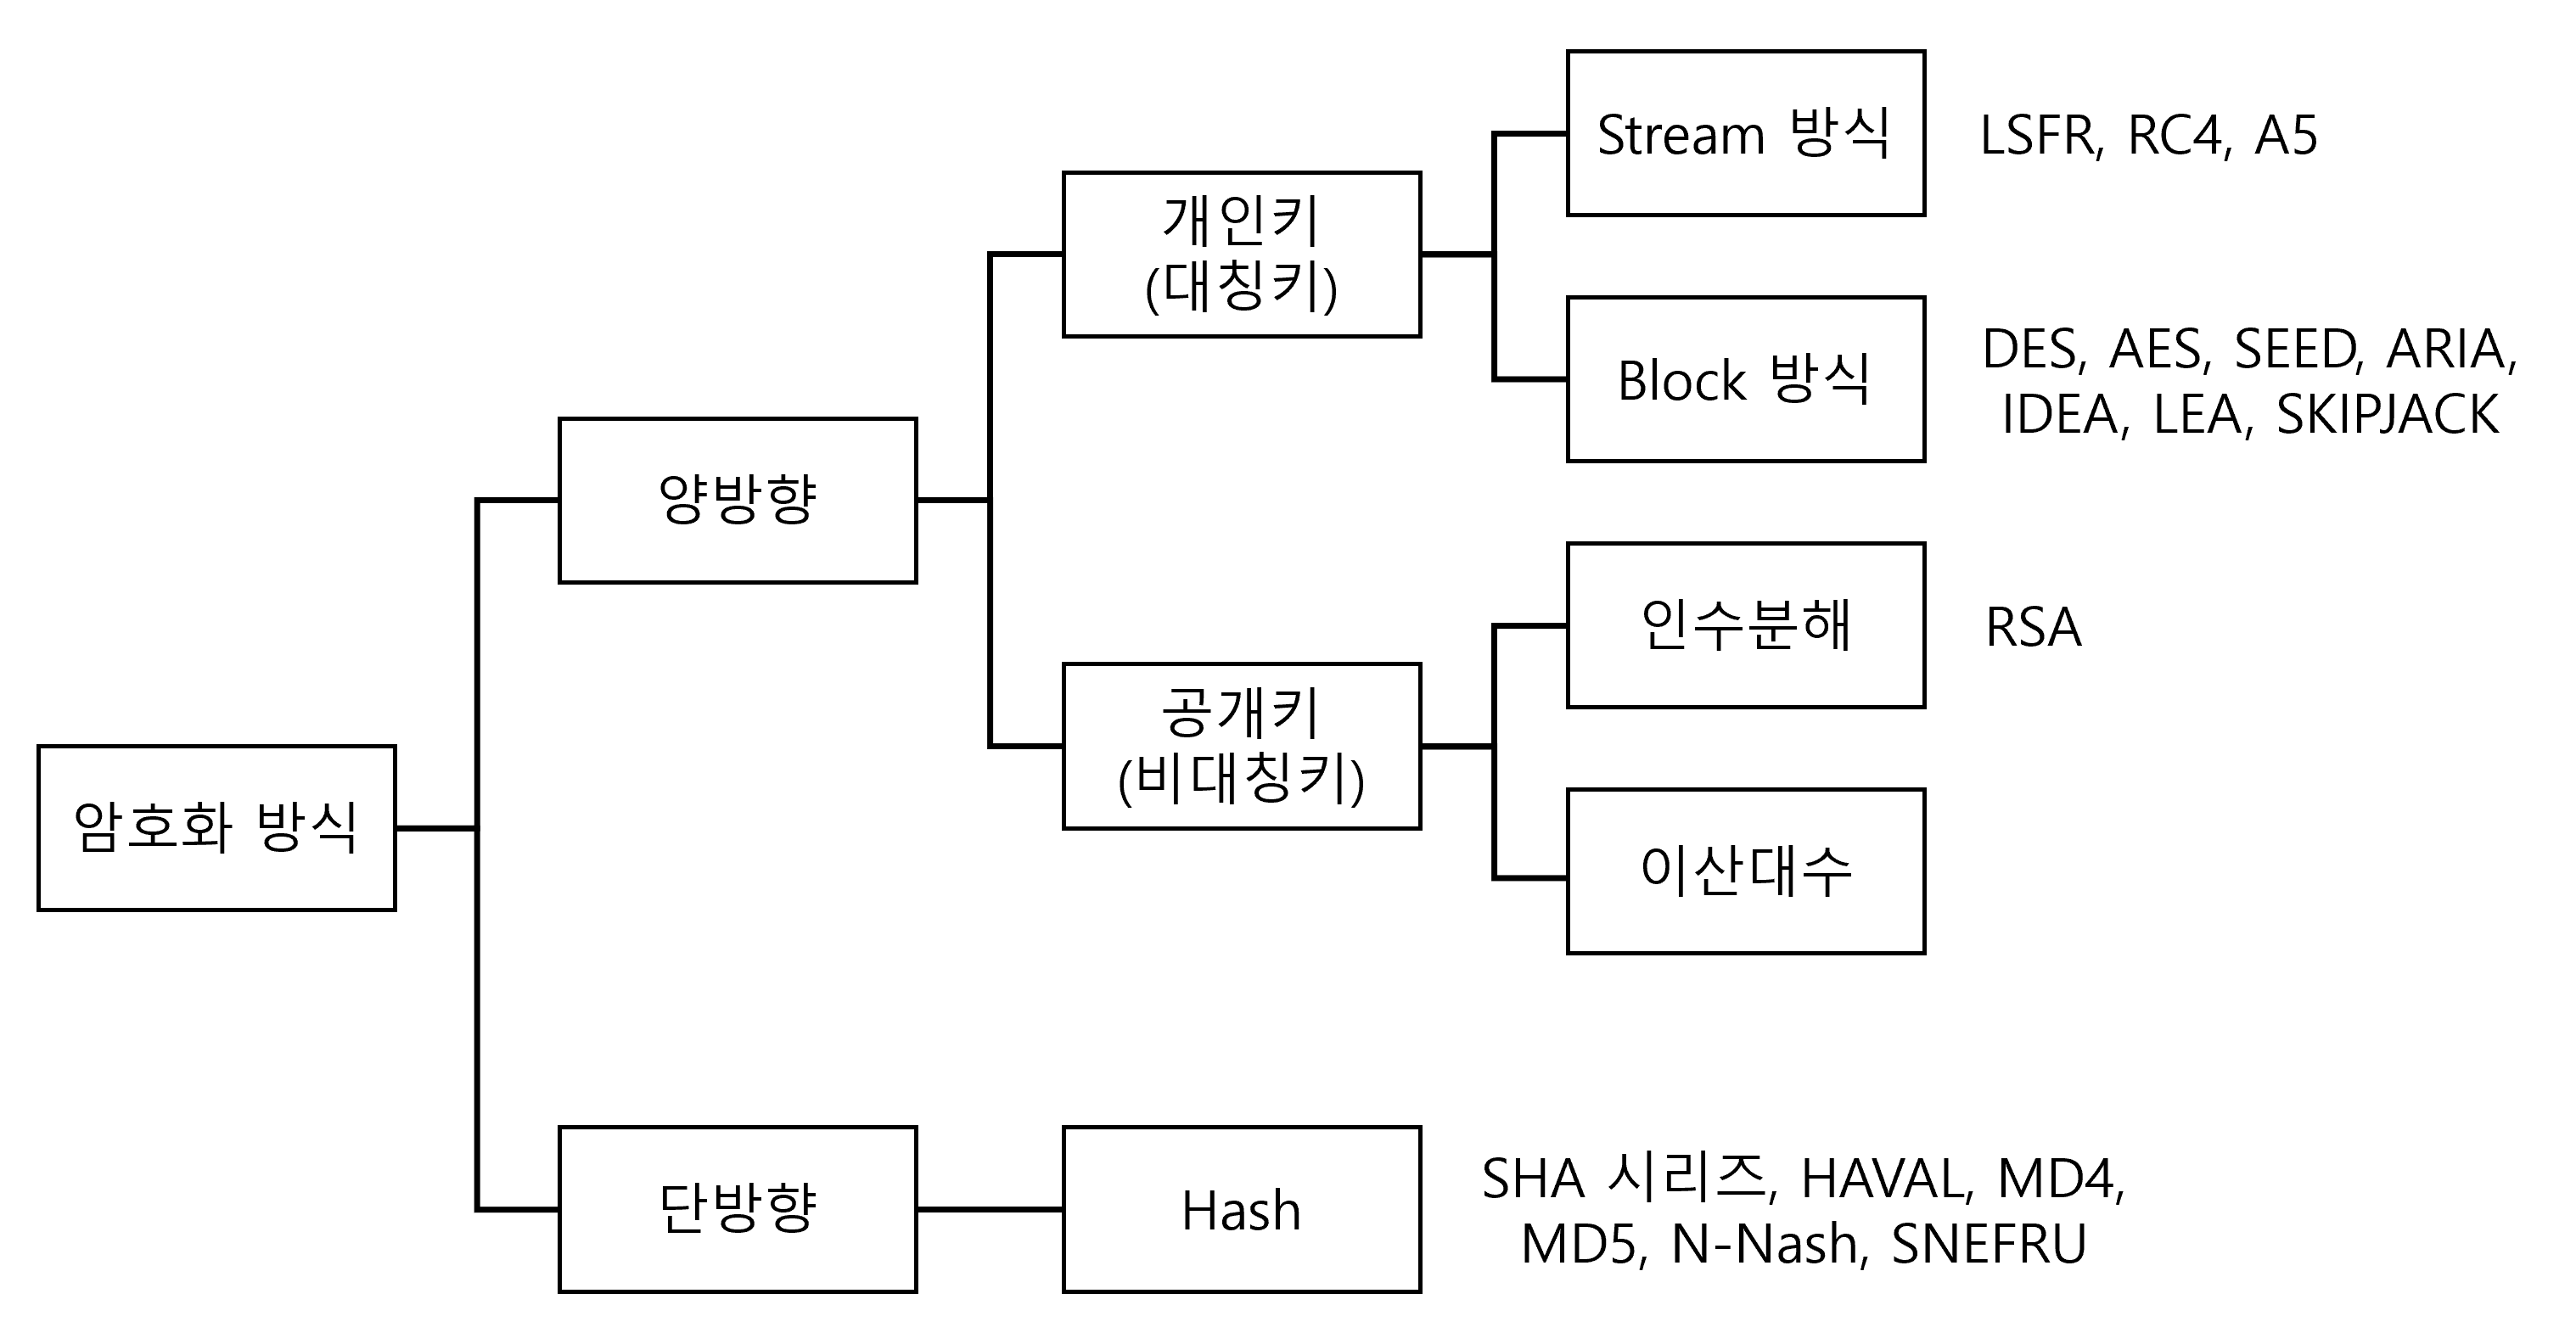 암호화 방식
양방향
개인키
(대칭키)
Stream 방식
LSFR, RC4, A5
Block 방식
DES, AES, SEED, ARIA,
IDEA, LEA, SKIPJACK
공개키
(비대칭키)
인수분해
RSA
이산대수
단방향
Hash
SHA 시리즈, HAVAL, MD4,
MD5, N-Nash, SNEFRU